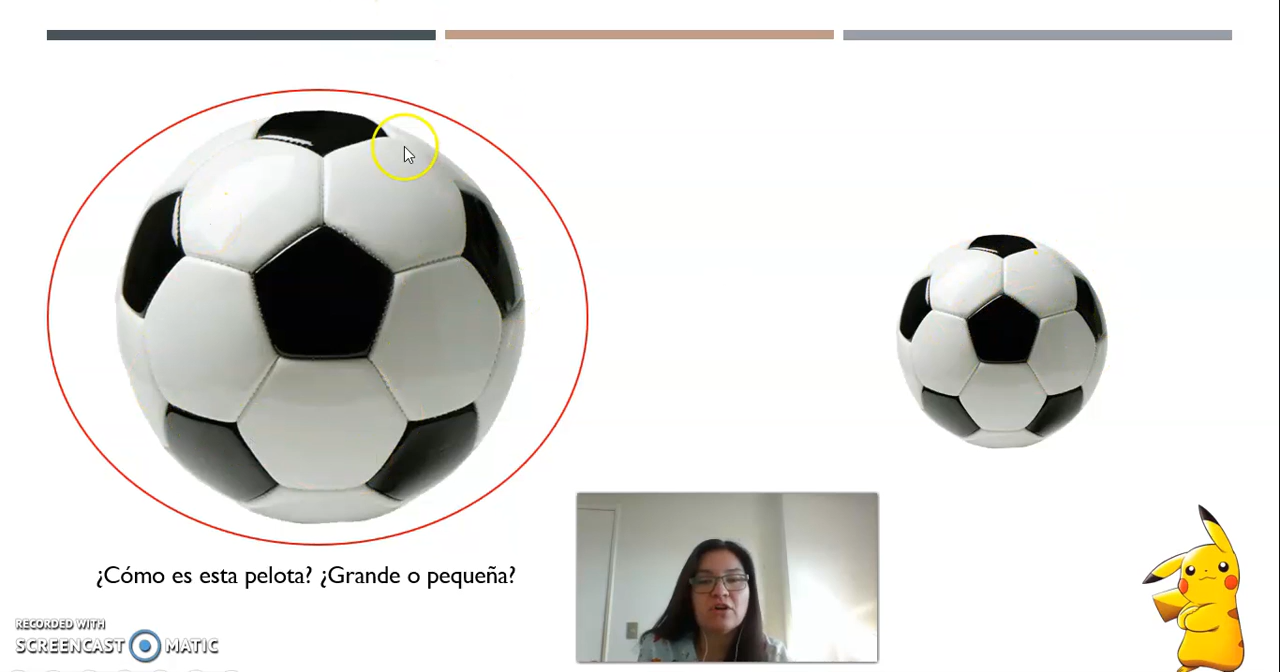 ¿Cómo es esta pelota? ¿Grande o pequeña?
RECORDED WITH
SCREENCAST MATIC